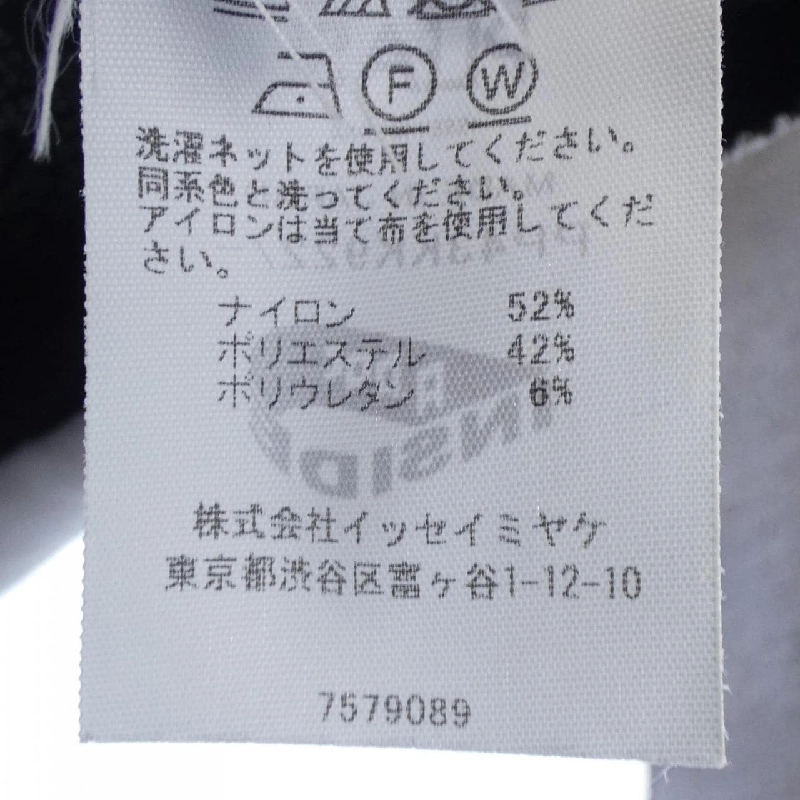 F W
洗濯ネットを使用してください。
同系色と洗ってください。
アイロンは当て布を使用してくだ
さい。
ナイロン 52%
ポリエステル 42%
ポリウレタン 6%
INSIDE
株式会社イッセイミヤケ
東京都渋谷区富ヶ谷1-12-10
7579089